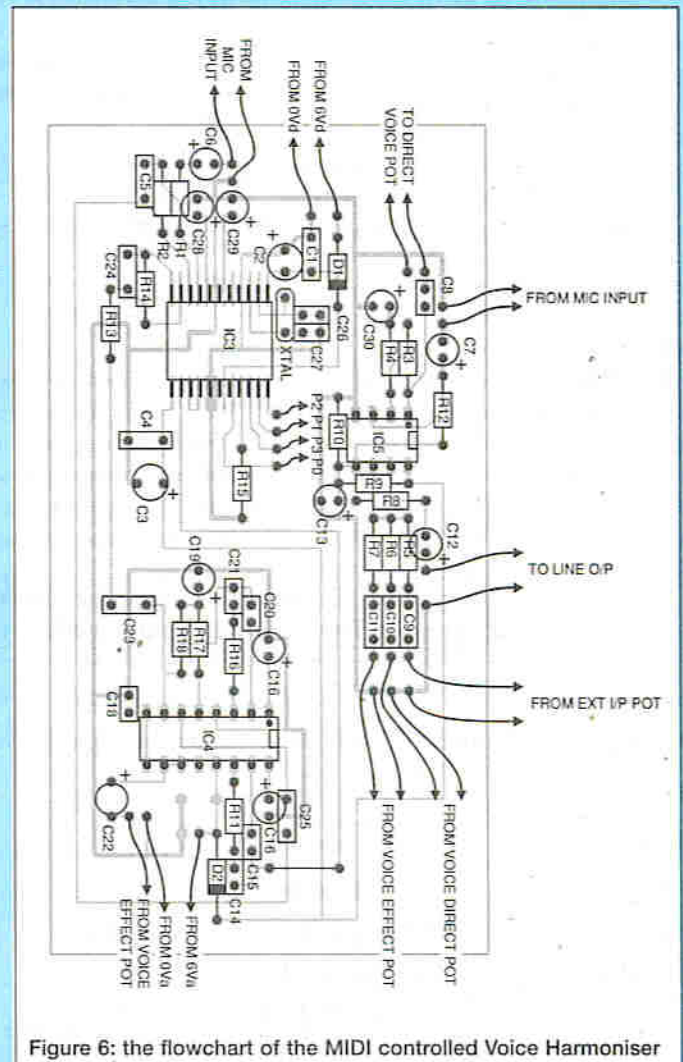 FROM
MIC
INPUT
FROM 0Vd
FROM 6Vd
TO DIRECT
VOICE POT
C6
C5
R2
R1
C28
C29
C2
C1
D1
C8
FROM MIC INPUT
C24
R14
R13
IC3
XTAL
C27
C26
C30
R4
R3
C7
R12
C4
C3
P2
P1
P3
P0
R15
R10
IC5
R9
R8
C13
C12
R7
R6
R5
TO LINE O/P
C11
C10
C9
C19
C21
C20
C23
R18
R17
R16
C16
FROM EXT I/P POT
C18
IC4
C22
R11
C16
C25
C15
D2
C14
FROM VOICE
EFFECT POT
FROM 0Va
FROM 6Va
FROM VOICE EFFECT POT
FROM VOICE DIRECT POT
Figure 6: the flowchart of the MIDI controlled Voice Harmoniser